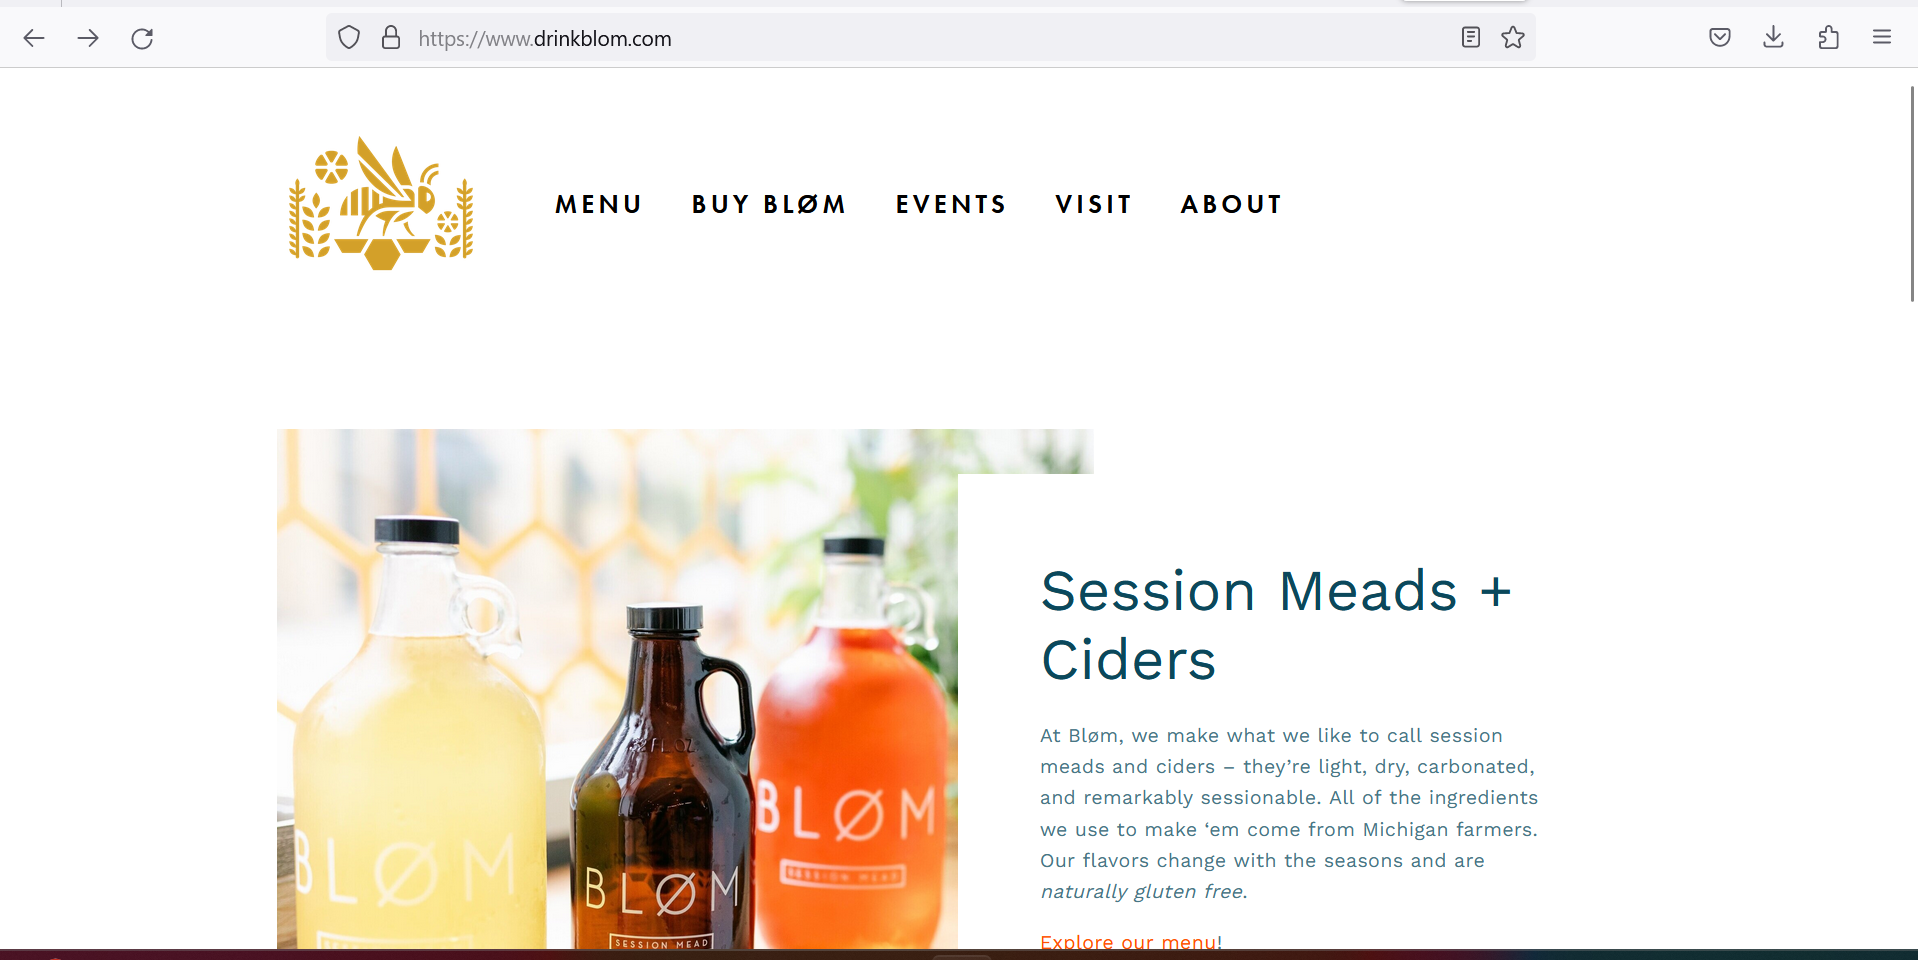 https://www.drinkblom.com
MENU BUY BLØM EVENTS VISIT ABOUT
Session Meads +
Ciders
At Bløm, we make what we like to call session
meads and ciders – they’re light, dry, carbonated,
and remarkably sessionable. All of the ingredients
we use to make ‘em come from Michigan farmers.
Our flavors change with the seasons and are
naturally gluten free.
Explore our menu!
BLØM
BLØM
SESSION MEAD
BLØM
SESSION MEAD